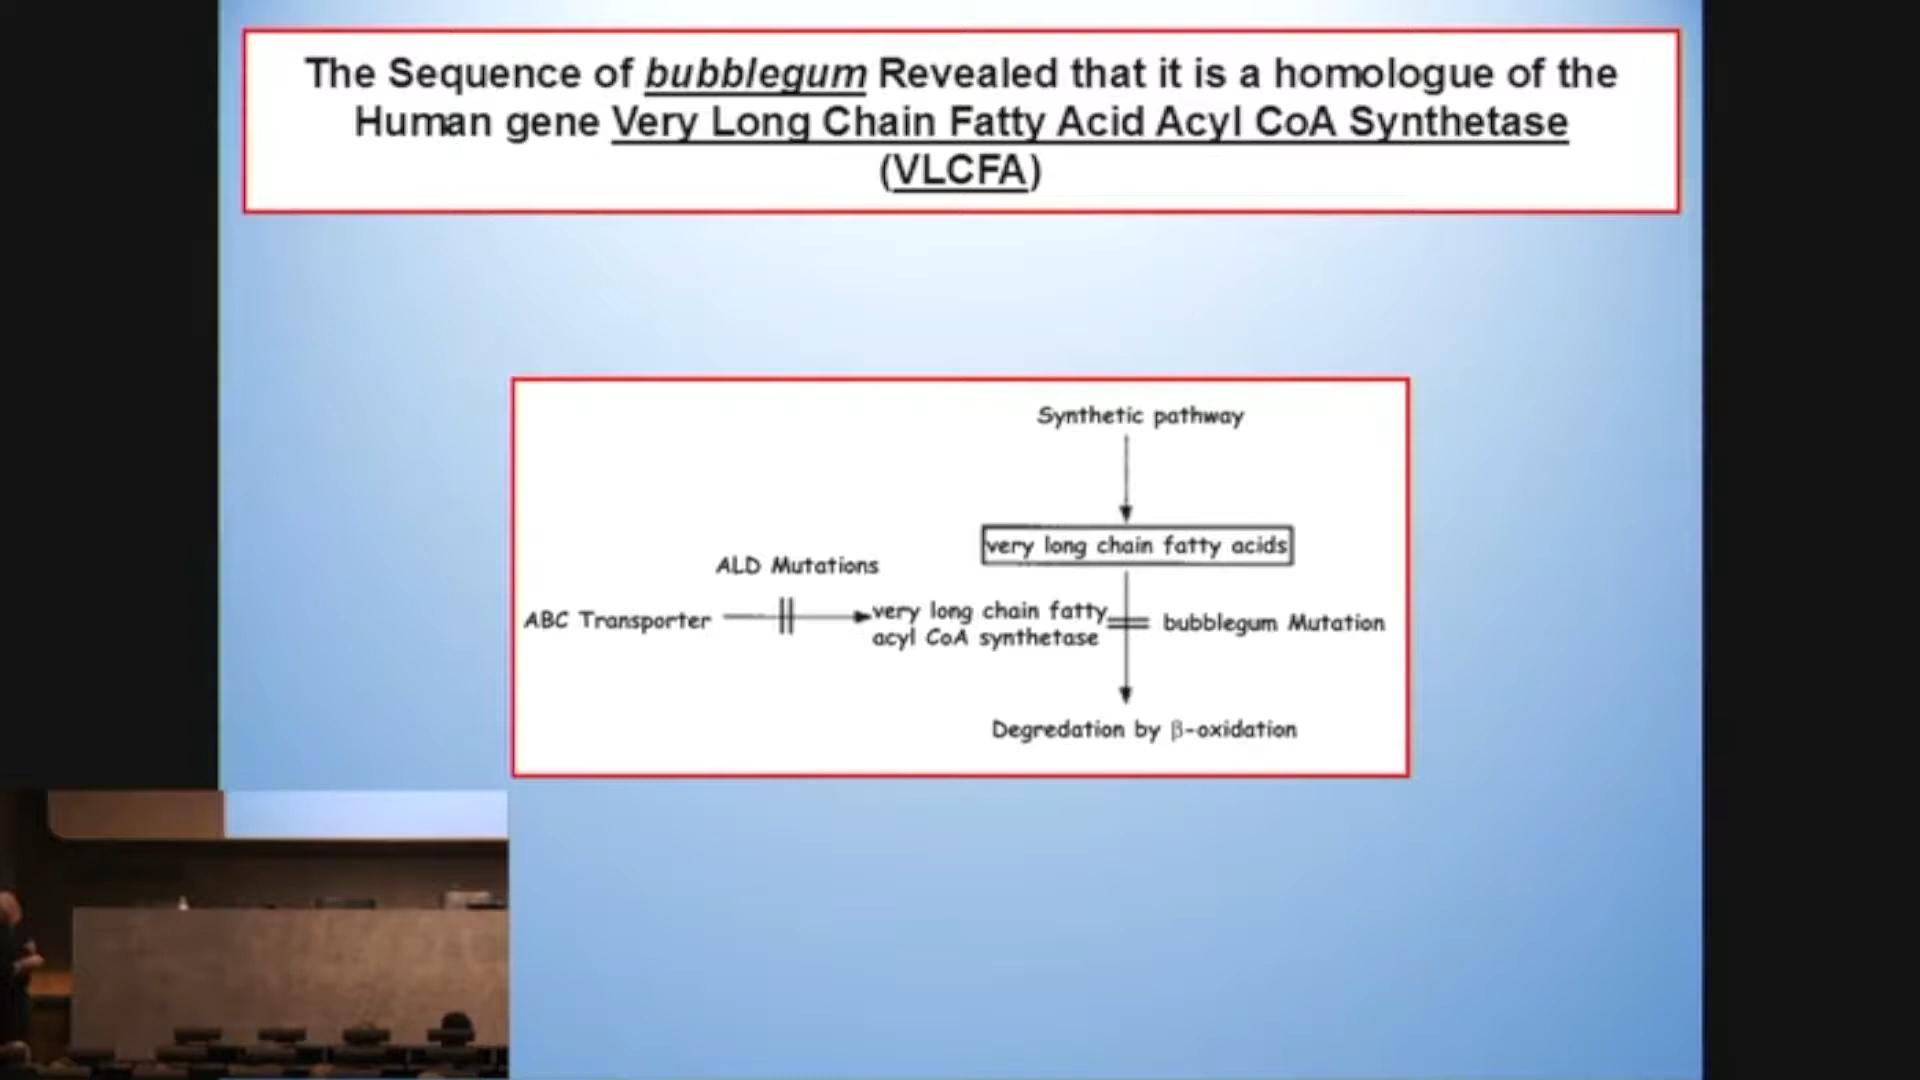 The Sequence of bubblegum Revealed that it is a homologue of the
Human gene Very Long Chain Fatty Acid Acyl CoA Synthetase
(VLCFA)
Synthetic pathway
very long chain fatty acids
ALD Mutations
ABC Transporter
very long chain fatty
acyl CoA synthetase
bubblegum Mutation
Degredation by β-oxidation